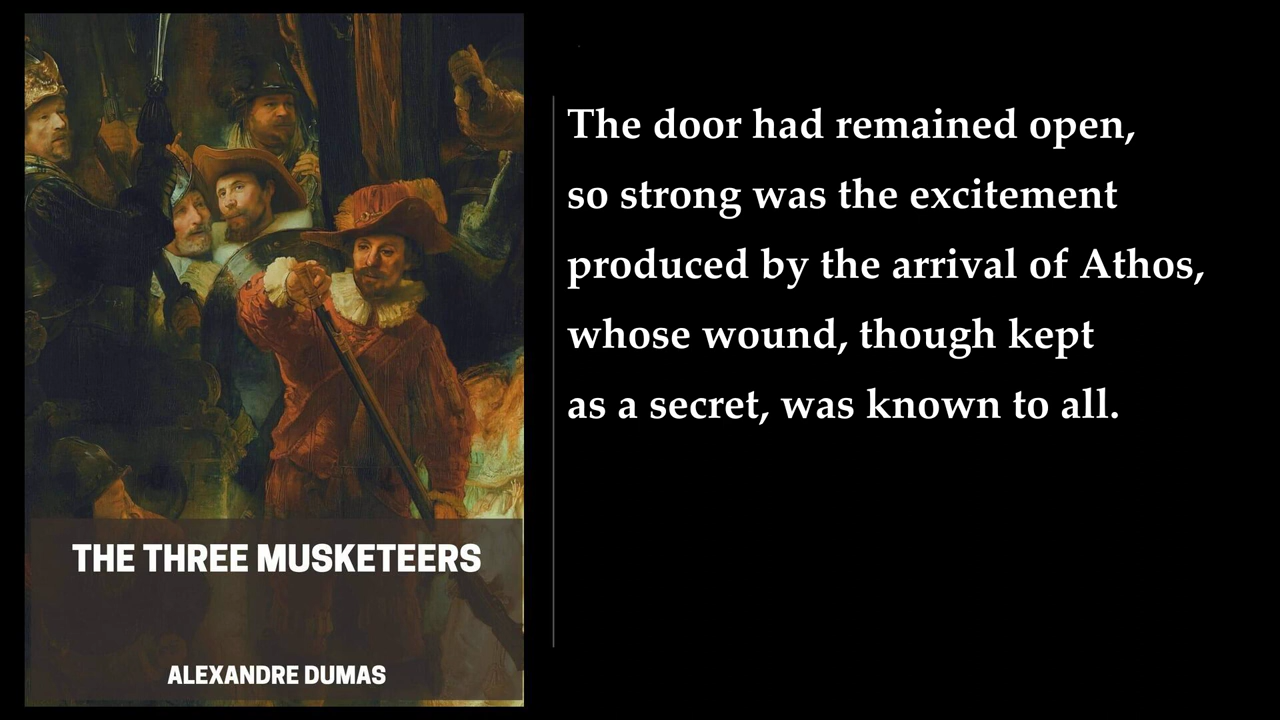 THE THREE MUSKETEERS
ALEXANDRE DUMAS
The door had remained open,
so strong was the excitement
produced by the arrival of Athos,
whose wound, though kept
as a secret, was known to all.